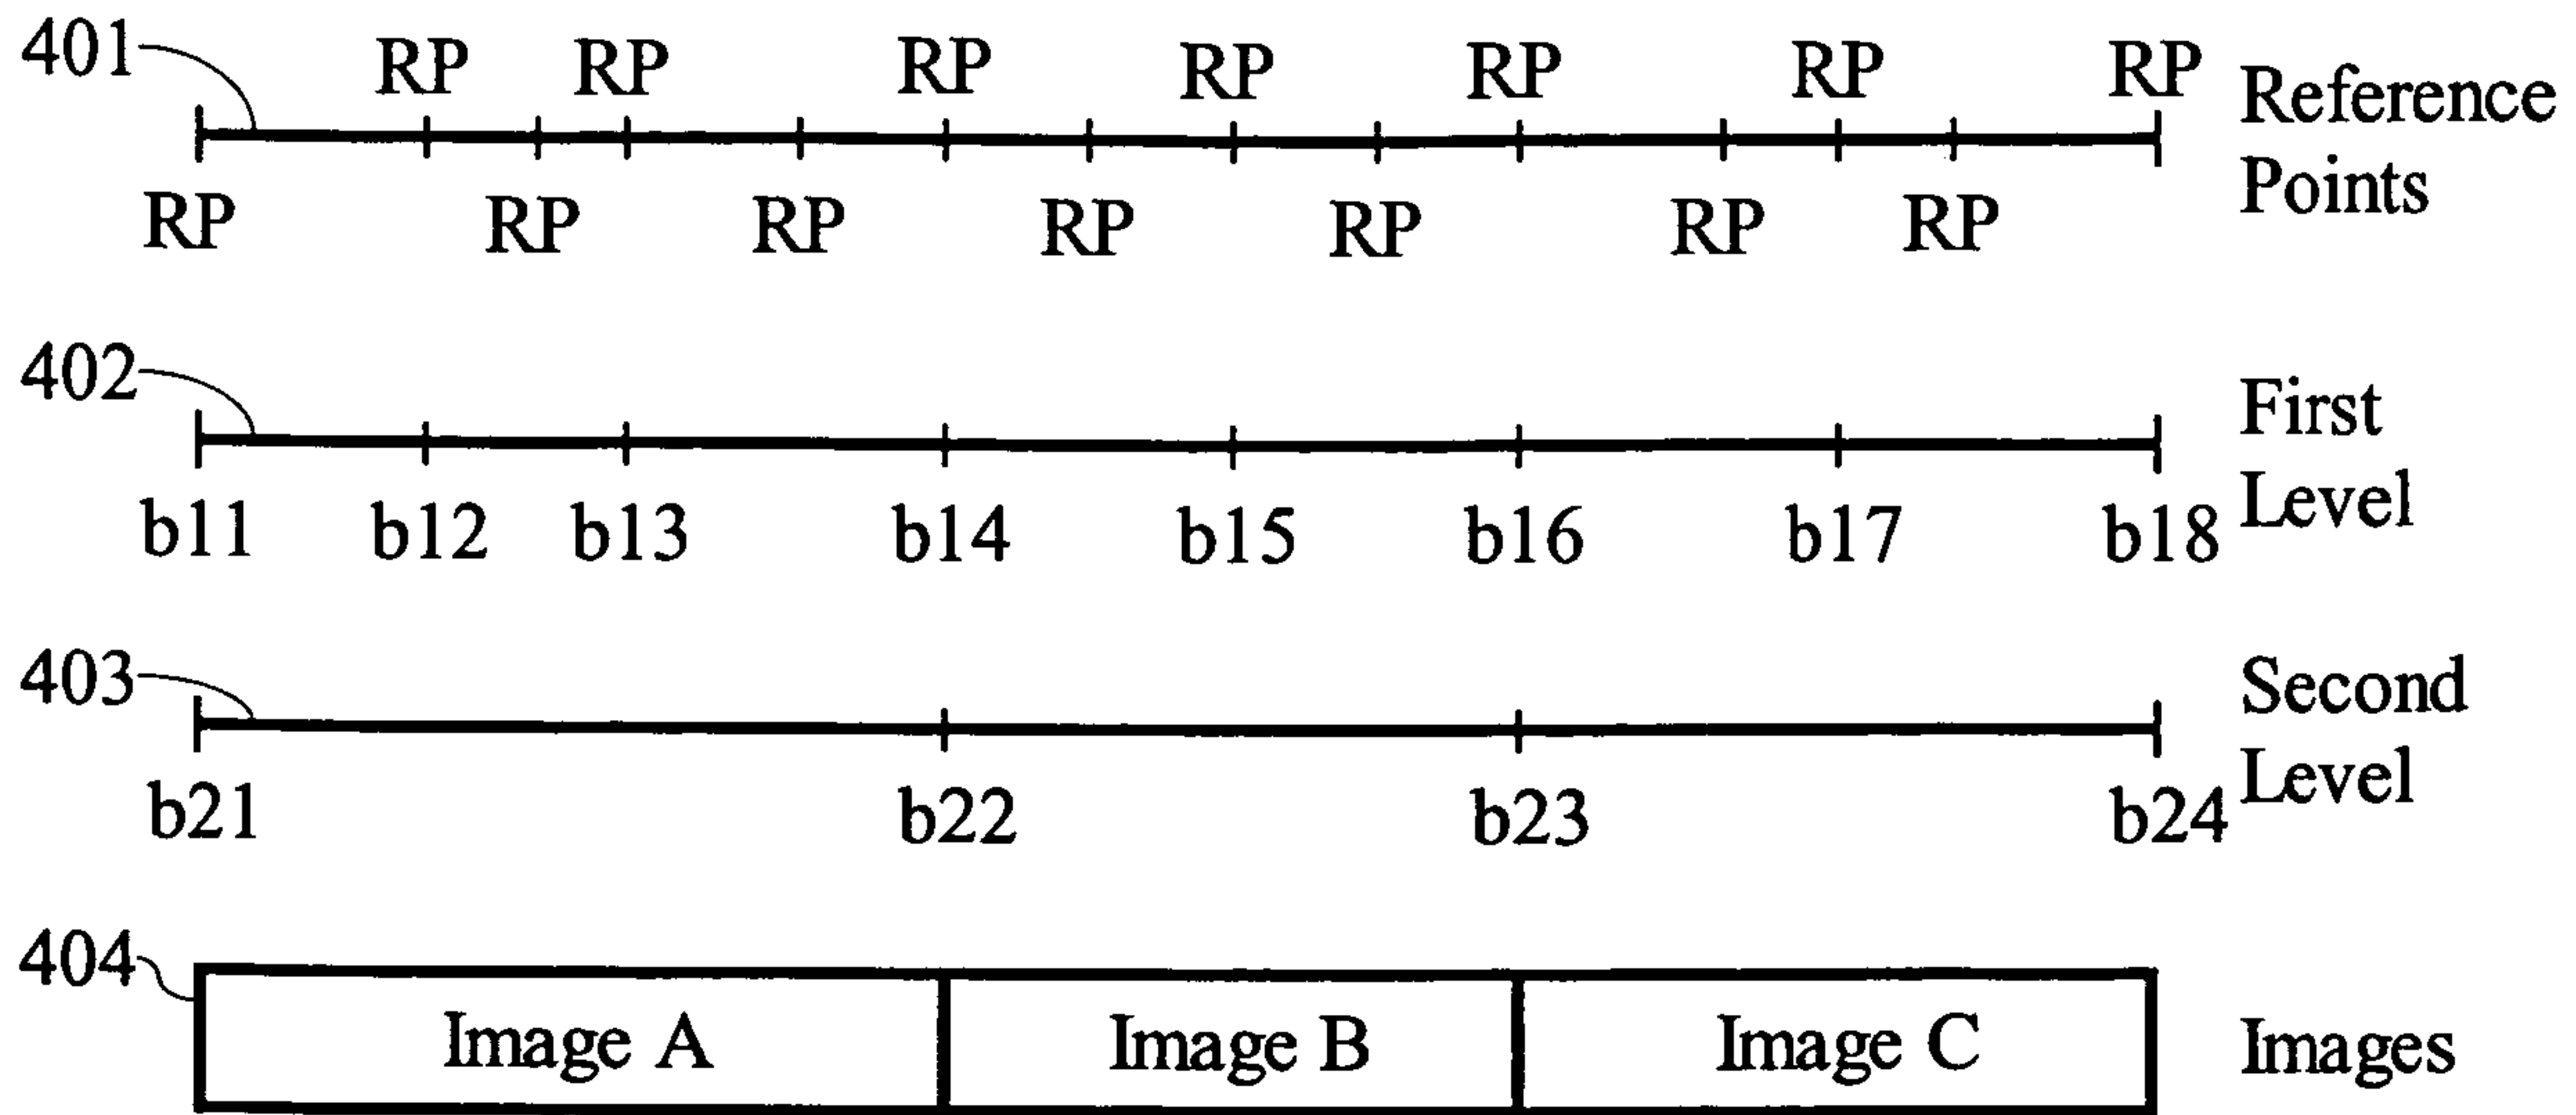 401
RP RP RP RP RP RP RP
Reference
Points
RP RP RP RP RP RP RP
402
First
Level
b11 b12 b13 b14 b15 b16 b17 b18
403
Second
Level
b21 b22 b23 b24
404
Image A Image B Image C
Images